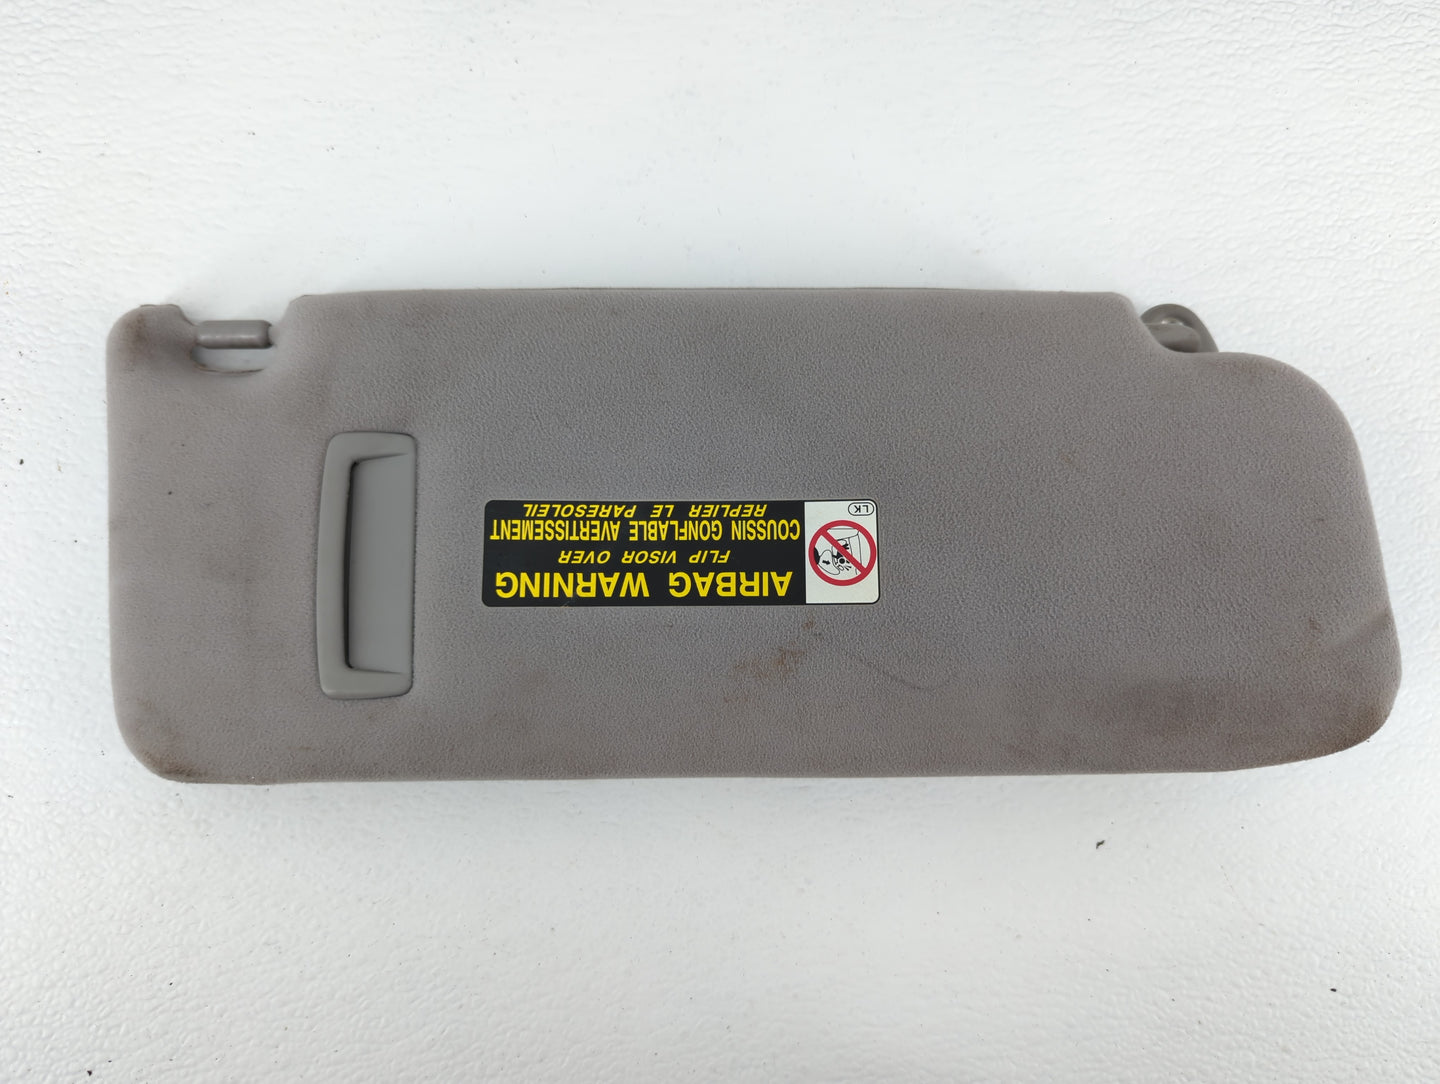 AIRBAG WARNING
FLIP VISOR OVER
COUSSIN GONFLABLE AVERTISSEMENT
REPLIER LE PARESOLEIL
LK